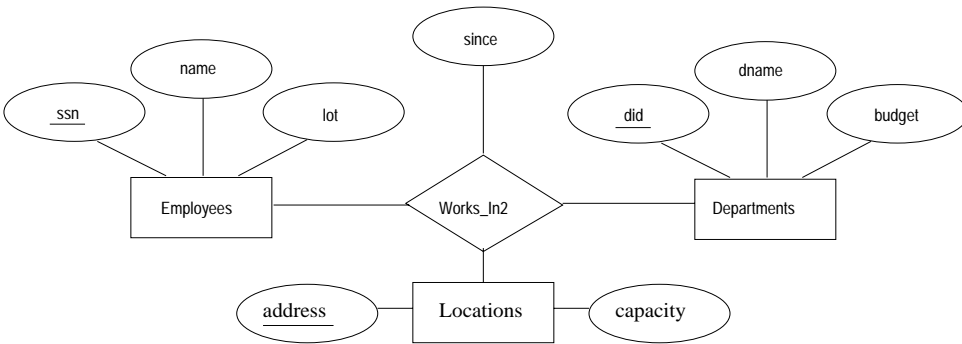 since
name
dname
ssn
lot
did
budget
Employees
Works_In2
Departments
address
Locations
capacity